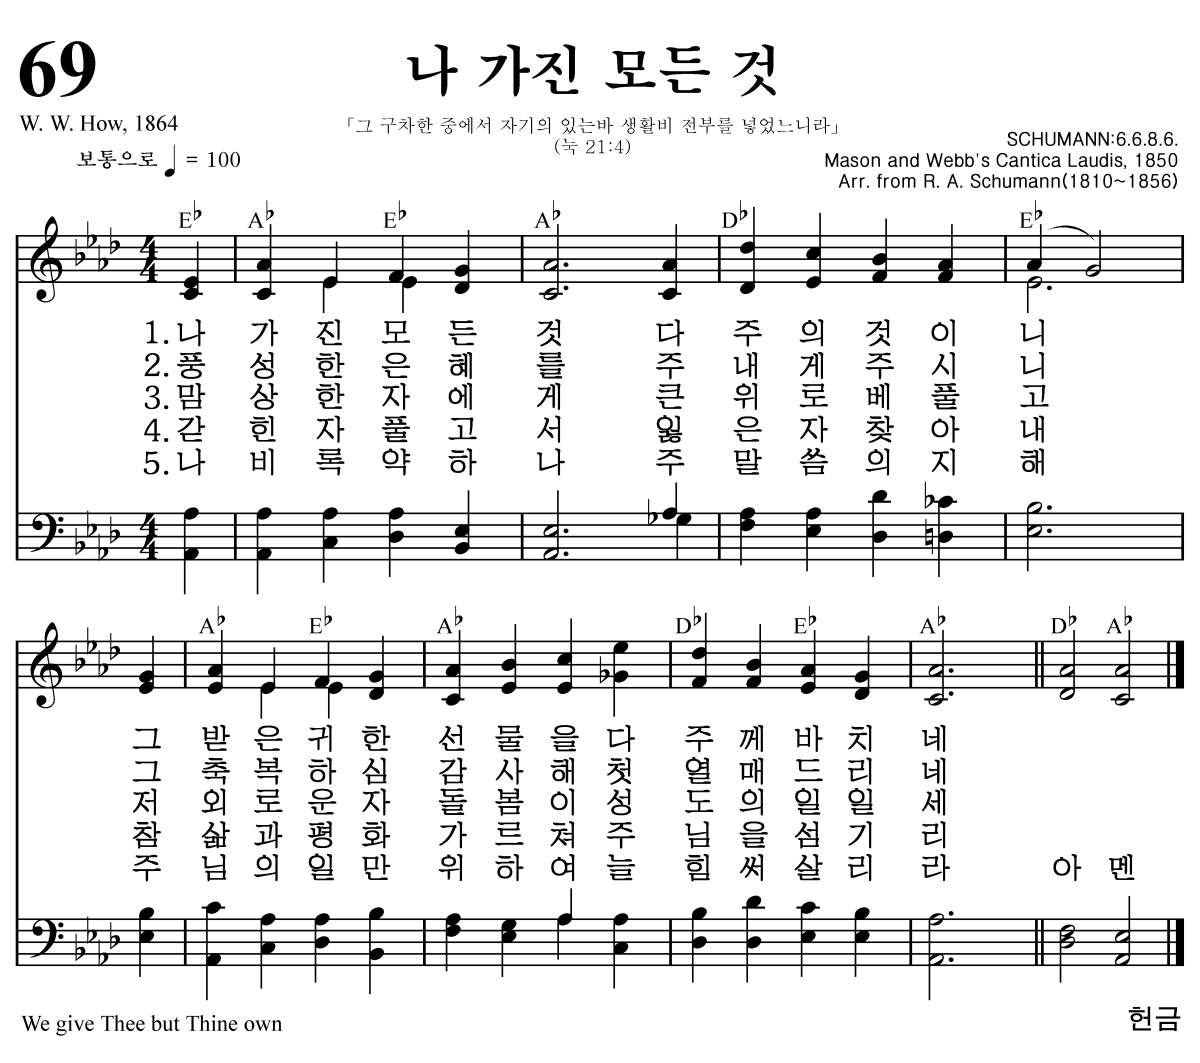 69
나 가진 모든 것
W. W. How, 1864
「그 구차한 중에서 자기의 있는바 생활비 전부를 넣었느니라」
(눅 21:4)
보통으로 ♩ = 100
SCHUMANN:6.6.8.6.
Mason and Webb's Cantica Laudis, 1850
Arr. from R. A. Schumann(1810~1856)
E♭ A♭ E♭ A♭ D♭ E♭
4 4
1. 나 가 진 모 든 것 다 주 의 것 이 니
2. 풍 성 한 은 혜 를 주 내 게 주 시 니
3. 맘 상 한 자 에 게 큰 위 로 베 풀 고
4. 갇 힌 자 풀 고 서 잃 은 자 찾 아 내
5. 나 비 록 약 하 나 주 말 씀 의 지 해
4 4
A♭ E♭ A♭ D♭ E♭ A♭ D♭ A♭
그 받 은 귀 한 선 물 을 다 주 께 바 치 네
그 축 복 하 심 감 사 해 첫 열 매 드 리 네
저 외 로 운 자 돌 봄 이 성 도 의 일 일 세
참 삶 과 평 화 가 르 쳐 주 님 을 섬 기 리
주 님 의 일 만 위 하 여 늘 힘 써 살 리 라 아 멘
We give Thee but Thine own
헌금